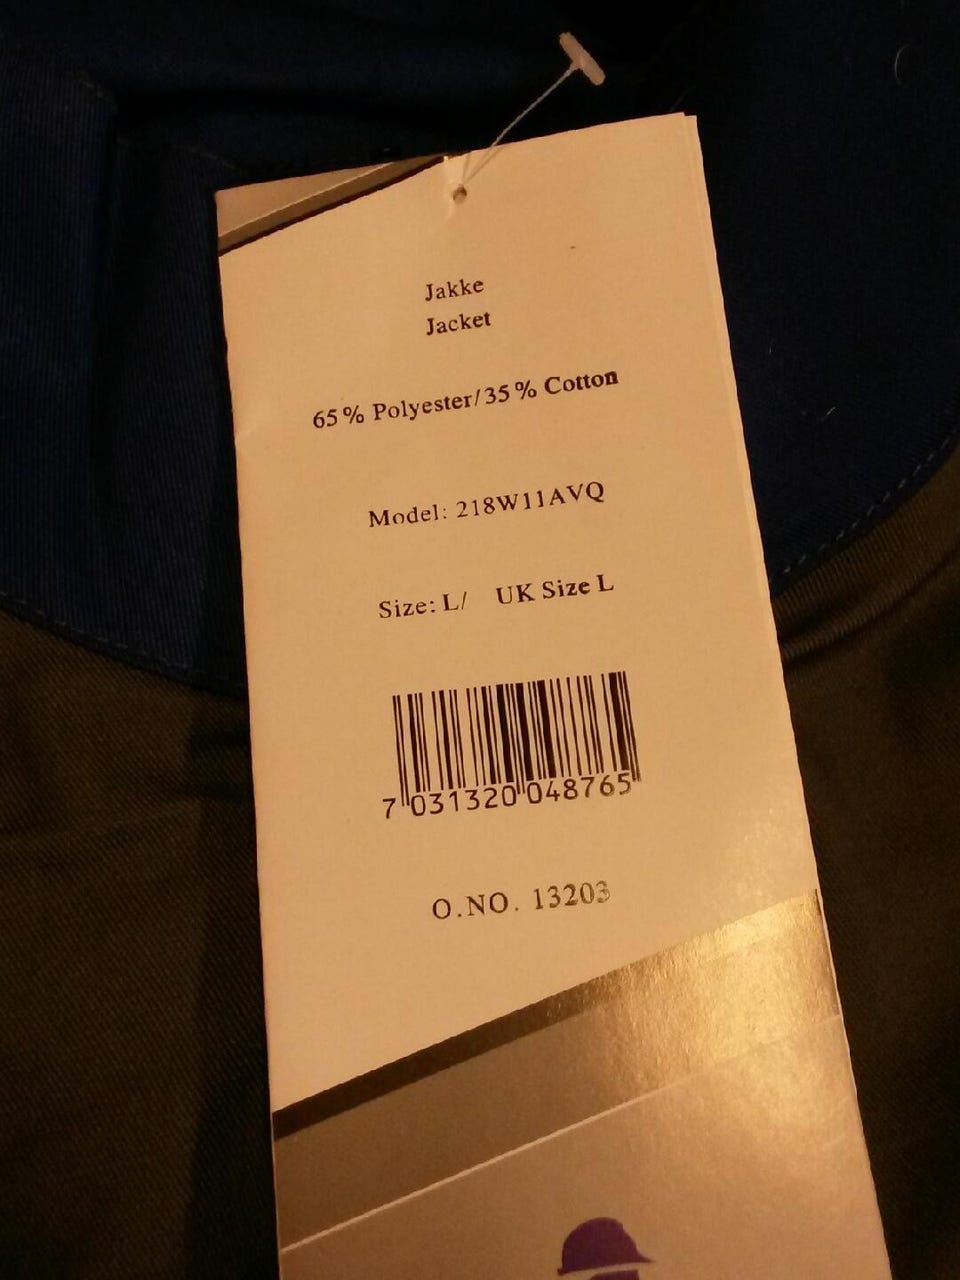 Jakke
Jacket
65% Polyester/35% Cotton
Model: 218W11AVQ
Size: L/ UK Size L
7 031320 048765
O.NO. 13203